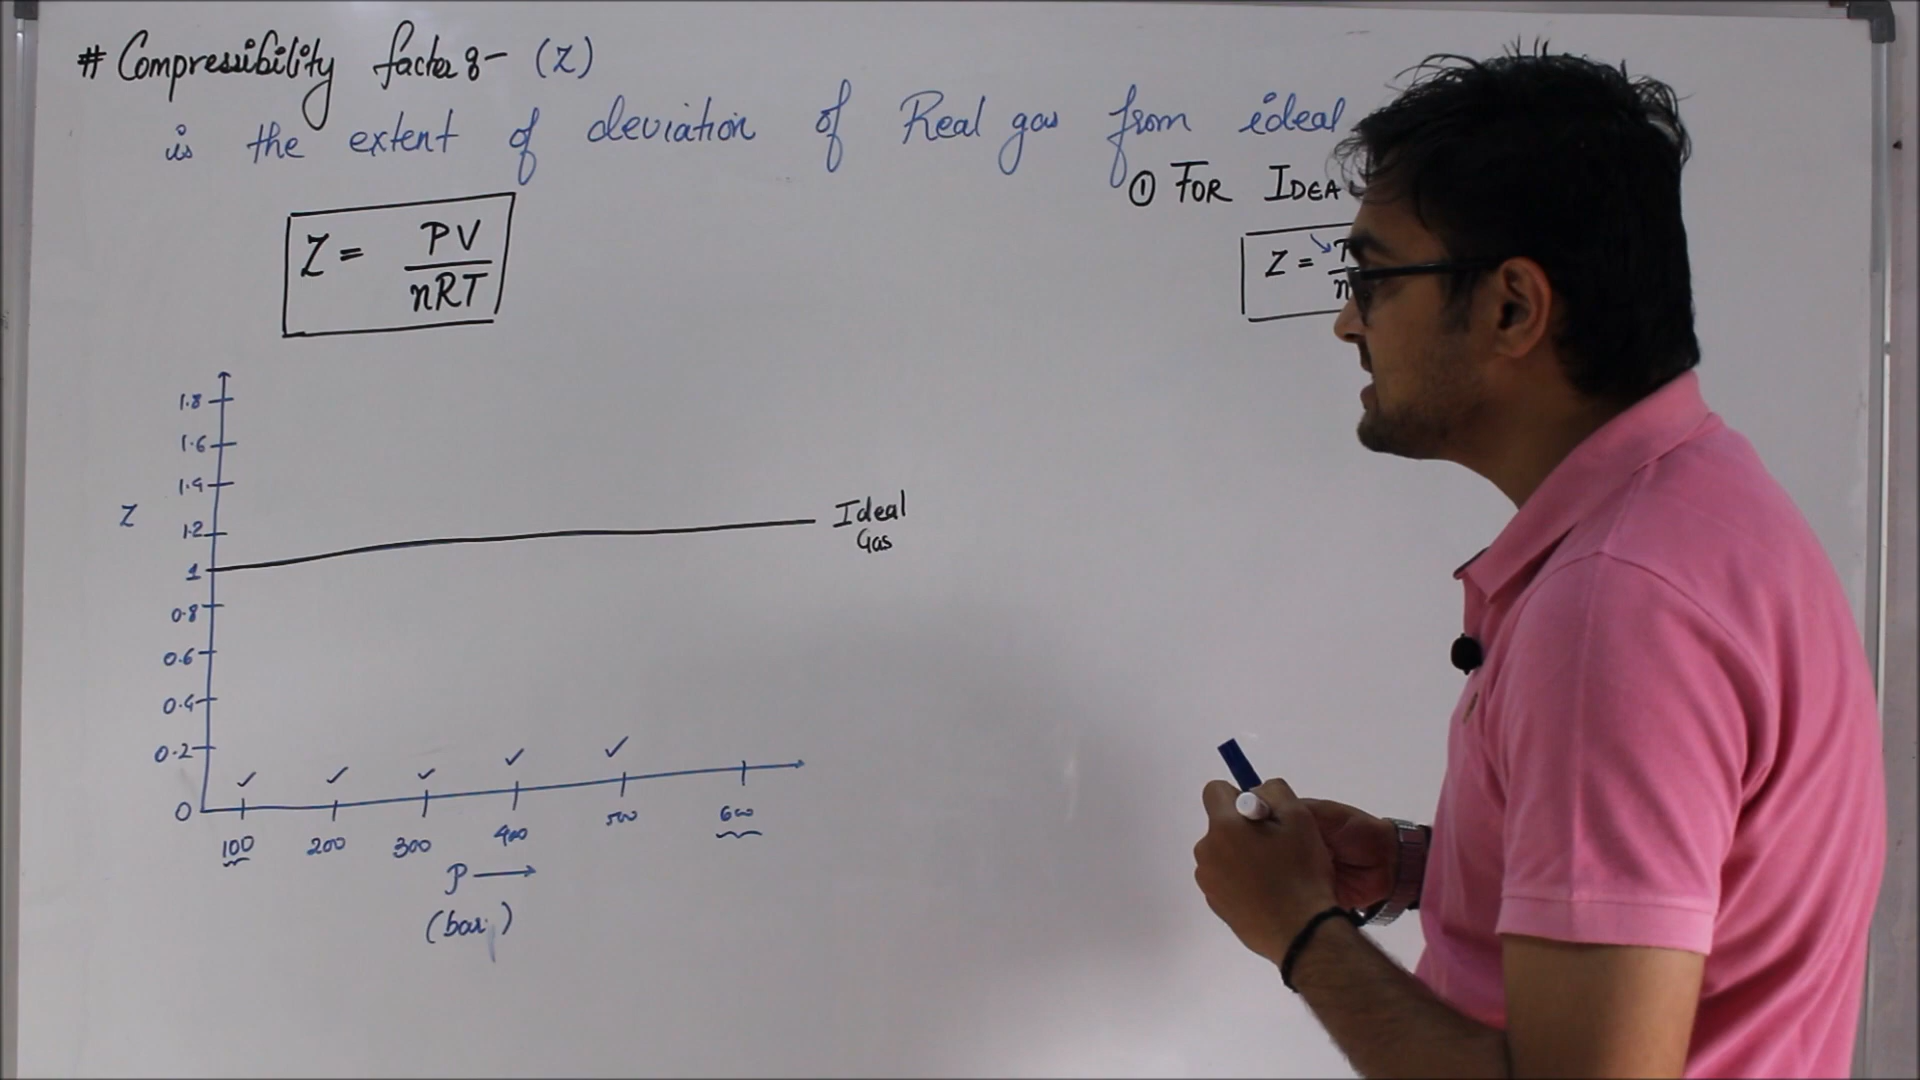 # Compressibility factor :- (Z)
is the extent of deviation of Real gas from ideal
① FOR IDEA
Z = PV / nRT
Z =
1.8
1.6
1.4
Z
1.2
Ideal
Gas
1
0.8
0.6
0.4
0.2
0
100 200 300 400 500 600
P →
(bar)